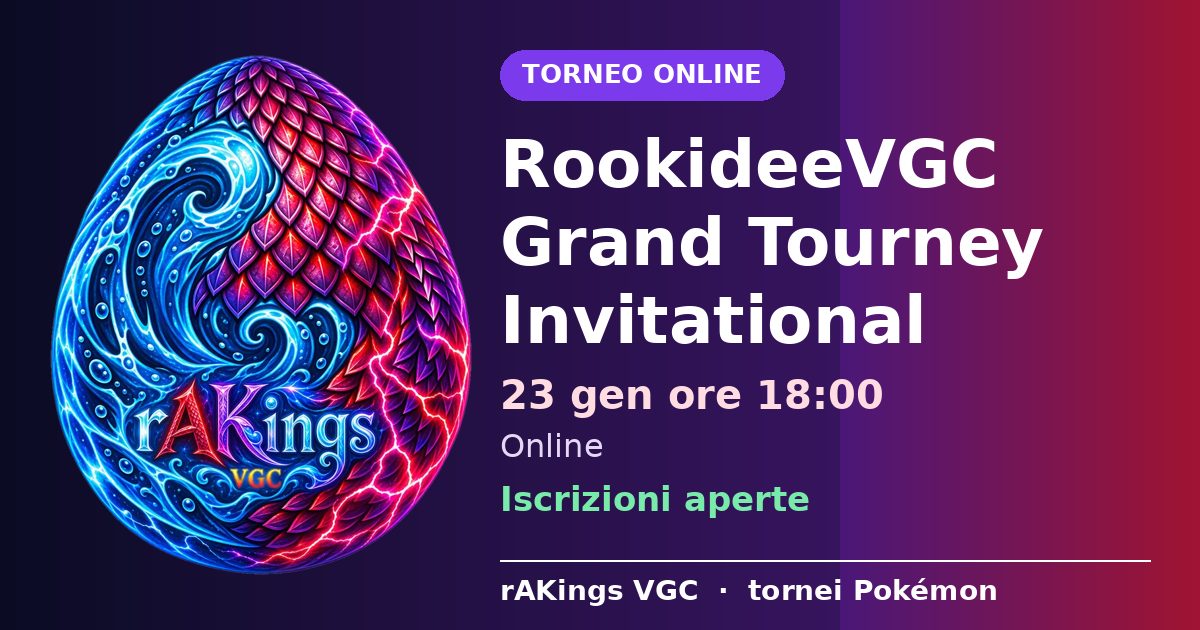 rAKings
VGC
TORNEO ONLINE
RookideeVGC
Grand Tourney
Invitational
23 gen ore 18:00
Online
Iscrizioni aperte
rAKings VGC · tornei Pokémon